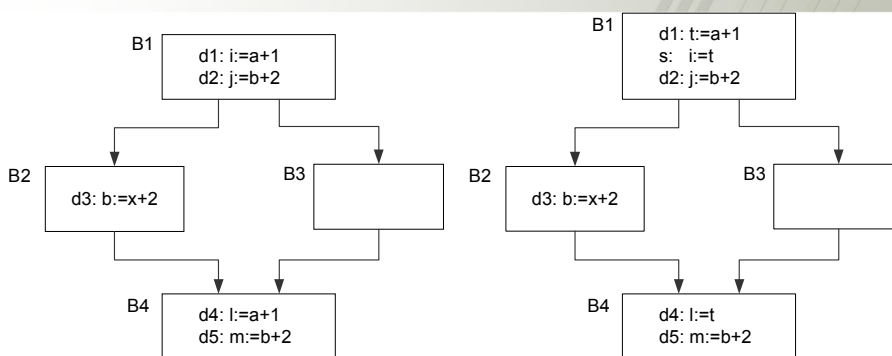 B1
d1: i:=a+1
d2: j:=b+2
B2
d3: b:=x+2
B3
B4
d4: l:=a+1
d5: m:=b+2
B1
d1: t:=a+1
s: i:=t
d2: j:=b+2
B2
d3: b:=x+2
B3
B4
d4: l:=t
d5: m:=b+2